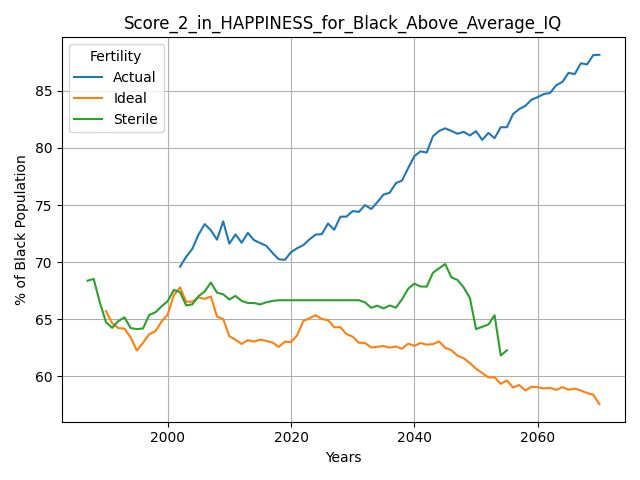 Score_2_in_HAPPINESS_for_Black_Above_Average_IQ
Fertility
Actual
Ideal
Sterile
85
80
75
70
65
60
% of Black Population
2000
2020
2040
2060
Years